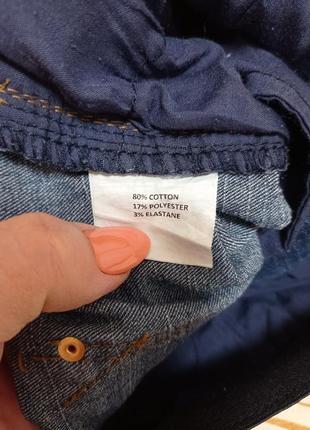 80% COTTON
17% POLYESTER
3% ELASTANE